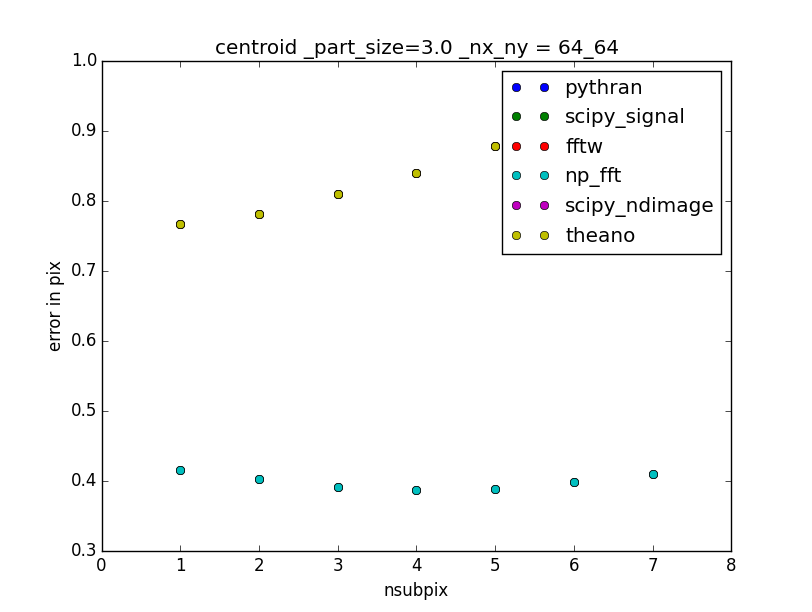 centroid _part_size=3.0 _nx_ny = 64_64
1.0
0.9
0.8
0.7
0.6
0.5
0.4
0.3
error in pix
pythran
scipy_signal
fftw
np_fft
scipy_ndimage
theano
0 1 2 3 4 5 6 7 8
nsubpix